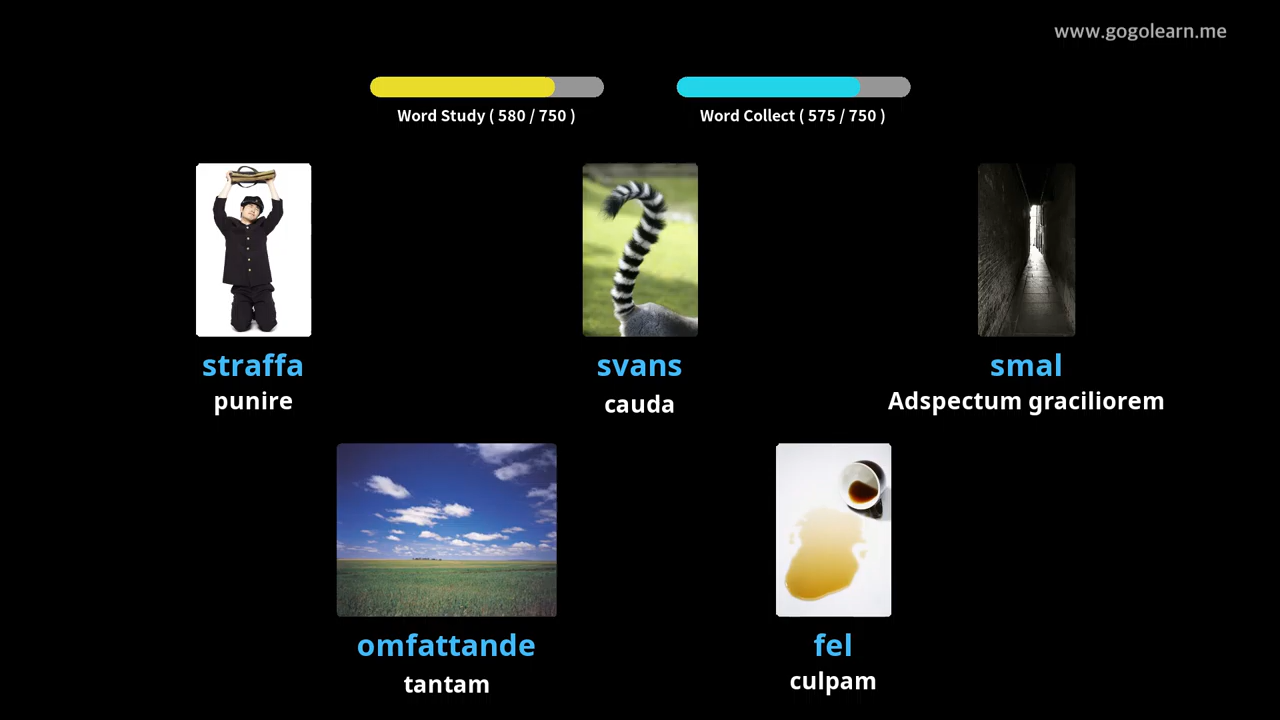 www.gogolearn.me
Word Study ( 580 / 750 )
Word Collect ( 575 / 750 )
straffa
punire
svans
cauda
smal
Adspectum graciliorem
omfattande
tantam
fel
culpam